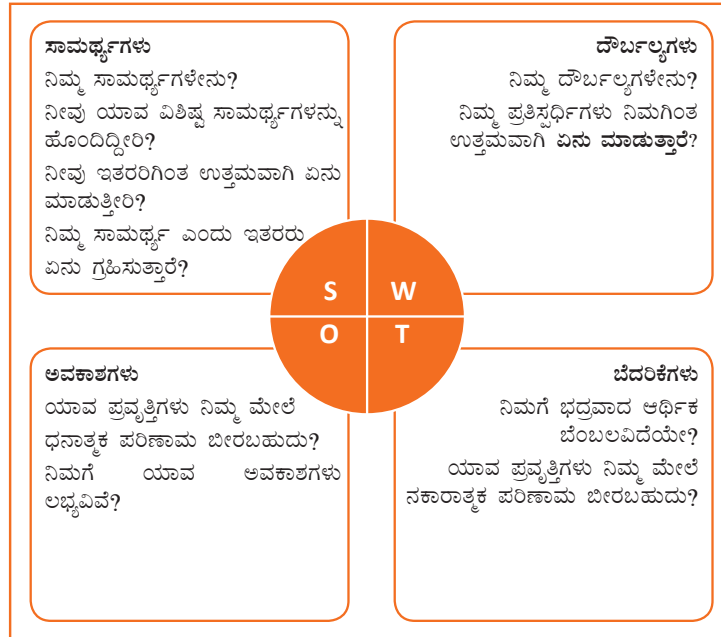 ಸಾಮರ್ಥ್ಯಗಳು
ನಿಮ್ಮ ಸಾಮರ್ಥ್ಯಗಳೇನು?
ನೀವು ಯಾವ ವಿಶಿಷ್ಟ ಸಾಮರ್ಥ್ಯಗಳನ್ನು
ಹೊಂದಿದ್ದೀರಿ?
ನೀವು ಇತರರಿಗಿಂತ ಉತ್ತಮವಾಗಿ ಏನು
ಮಾಡುತ್ತೀರಿ?
ನಿಮ್ಮ ಸಾಮರ್ಥ್ಯ ಎಂದು ಇತರರು
ಏನು ಗ್ರಹಿಸುತ್ತಾರೆ?
ದೌರ್ಬಲ್ಯಗಳು
ನಿಮ್ಮ ದೌರ್ಬಲ್ಯಗಳೇನು?
ನಿಮ್ಮ ಪ್ರತಿಸ್ಪರ್ಧಿಗಳು ನಿಮಗಿಂತ
ಉತ್ತಮವಾಗಿ ಏನು ಮಾಡುತ್ತಾರೆ?
S W
O T
ಅವಕಾಶಗಳು
ಯಾವ ಪ್ರವೃತ್ತಿಗಳು ನಿಮ್ಮ ಮೇಲೆ
ಧನಾತ್ಮಕ ಪರಿಣಾಮ ಬೀರಬಹುದು?
ನಿಮಗೆ ಯಾವ ಅವಕಾಶಗಳು
ಲಭ್ಯವಿವೆ?
ಬೆದರಿಕೆಗಳು
ನಿಮಗೆ ಭದ್ರವಾದ ಆರ್ಥಿಕ
ಬೆಂಬಲವಿದೆಯೇ?
ಯಾವ ಪ್ರವೃತ್ತಿಗಳು ನಿಮ್ಮ ಮೇಲೆ
ನಕಾರಾತ್ಮಕ ಪರಿಣಾಮ ಬೀರಬಹುದು?